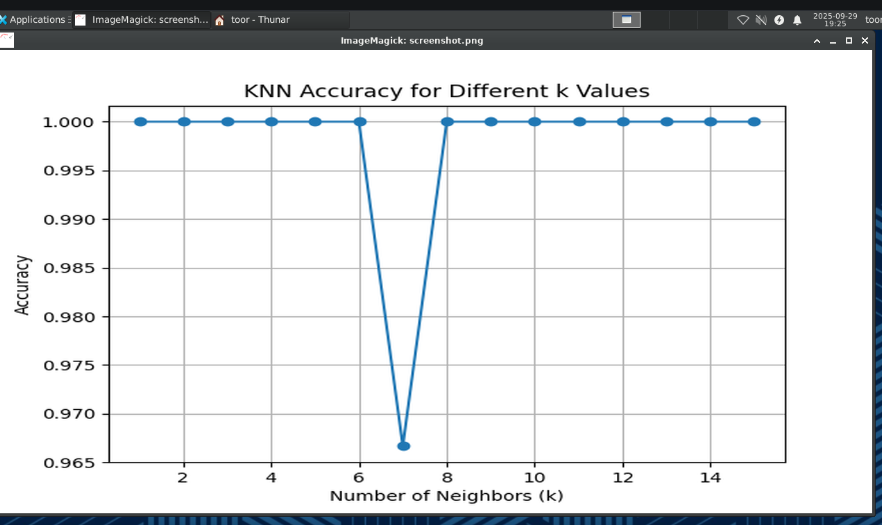 Applications : ImageMagick: screensh... toor - Thunar 2025-09-29
19:25
ImageMagick: screenshot.png
KNN Accuracy for Different k Values
1.000
0.995
0.990
0.985
0.980
0.975
0.970
0.965
Accuracy
2 4 6 8 10 12 14
Number of Neighbors (k)